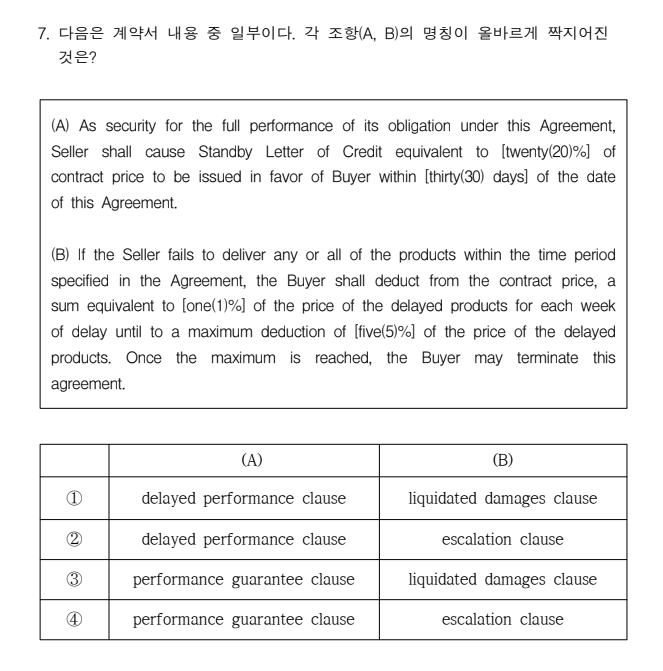 7. 다음은 계약서 내용 중 일부이다. 각 조항(A, B)의 명칭이 올바르게 짝지어진
것은?
(A) As security for the full performance of its obligation under this Agreement,
Seller shall cause Standby Letter of Credit equivalent to [twenty(20)%] of
contract price to be issued in favor of Buyer within [thirty(30) days] of the date
of this Agreement.
(B) If the Seller fails to deliver any or all of the products within the time period
specified in the Agreement, the Buyer shall deduct from the contract price, a
sum equivalent to [one(1)%] of the price of the delayed products for each week
of delay until to a maximum deduction of [five(5)%] of the price of the delayed
products. Once the maximum is reached, the Buyer may terminate this
agreement.
(A) (B)
① delayed performance clause liquidated damages clause
② delayed performance clause escalation clause
③ performance guarantee clause liquidated damages clause
④ performance guarantee clause escalation clause